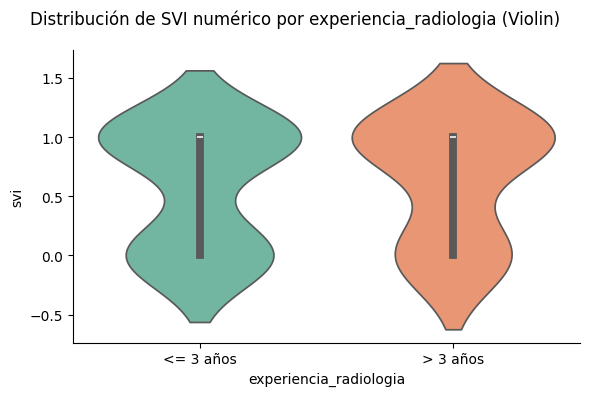 Distribución de SVI numérico por experiencia_radiologia (Violin)
1.5
1.0
0.5
0.0
−0.5
svi
<= 3 años
> 3 años
experiencia_radiologia